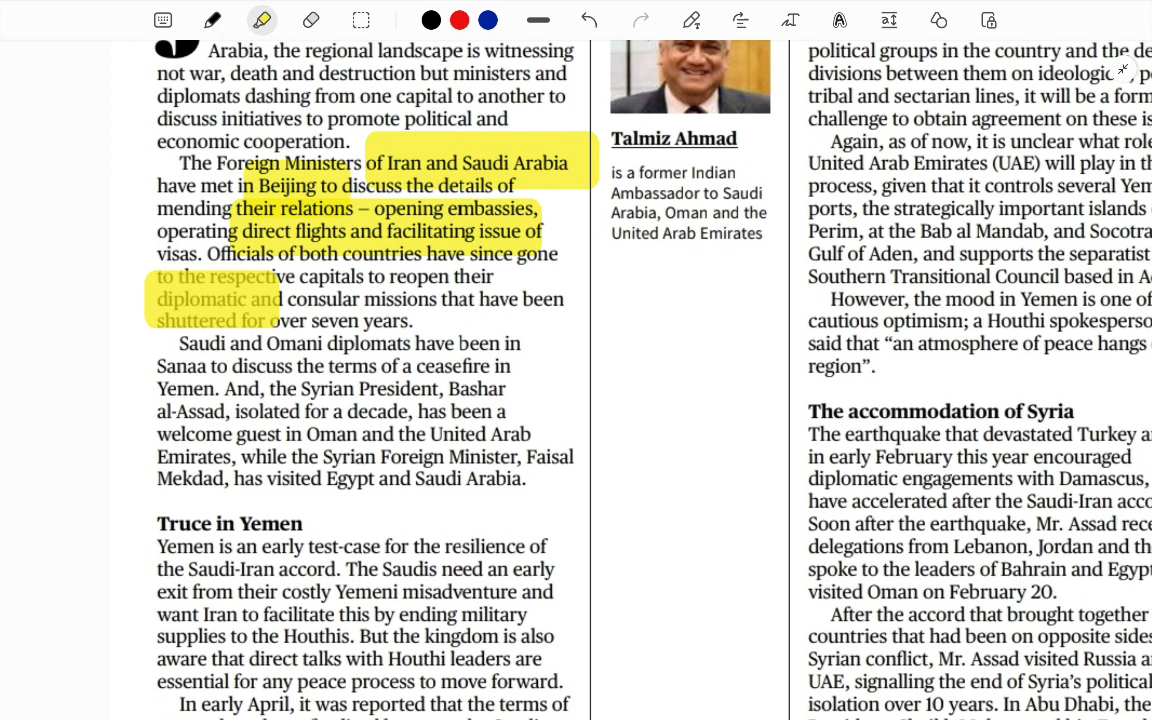 Arabia, the regional landscape is witnessing
not war, death and destruction but ministers and
diplomats dashing from one capital to another to
discuss initiatives to promote political and
economic cooperation.
The Foreign Ministers of Iran and Saudi Arabia
have met in Beijing to discuss the details of
mending their relations – opening embassies,
operating direct flights and facilitating issue of
visas. Officials of both countries have since gone
to the respective capitals to reopen their
diplomatic and consular missions that have been
shuttered for over seven years.
Saudi and Omani diplomats have been in
Sanaa to discuss the terms of a ceasefire in
Yemen. And, the Syrian President, Bashar
al-Assad, isolated for a decade, has been a
welcome guest in Oman and the United Arab
Emirates, while the Syrian Foreign Minister, Faisal
Mekdad, has visited Egypt and Saudi Arabia.
Truce in Yemen
Yemen is an early test-case for the resilience of
the Saudi-Iran accord. The Saudis need an early
exit from their costly Yemeni misadventure and
want Iran to facilitate this by ending military
supplies to the Houthis. But the kingdom is also
aware that direct talks with Houthi leaders are
essential for any peace process to move forward.
In early April, it was reported that the terms of
Talmiz Ahmad
is a former Indian
Ambassador to Saudi
Arabia, Oman and the
United Arab Emirates
political groups in the country and the
divisions between them on
tribal and sectarian lines, it will be a
challenge to obtain agreement on these
Again, as of now, it is unclear what
United Arab Emirates (UAE) will play in
process, given that it controls several
ports, the strategically important islands
Perim, at the Bab al Mandab, and
Gulf of Aden, and supports the separatist
Southern Transitional Council based in
However, the mood in Yemen is one of
cautious optimism; a Houthi
said that “an atmosphere of peace hangs
region”.
The accommodation of Syria
The earthquake that devastated Turkey
in early February this year encouraged
diplomatic engagements with Damascus,
have accelerated after the Saudi-Iran
Soon after the earthquake, Mr. Assad
delegations from Lebanon, Jordan and
spoke to the leaders of Bahrain and
visited Oman on February 20.
After the accord that brought together
countries that had been on opposite sides
Syrian conflict, Mr. Assad visited Russia
UAE, signalling the end of Syria’s political
isolation over 10 years. In Abu Dhabi, the